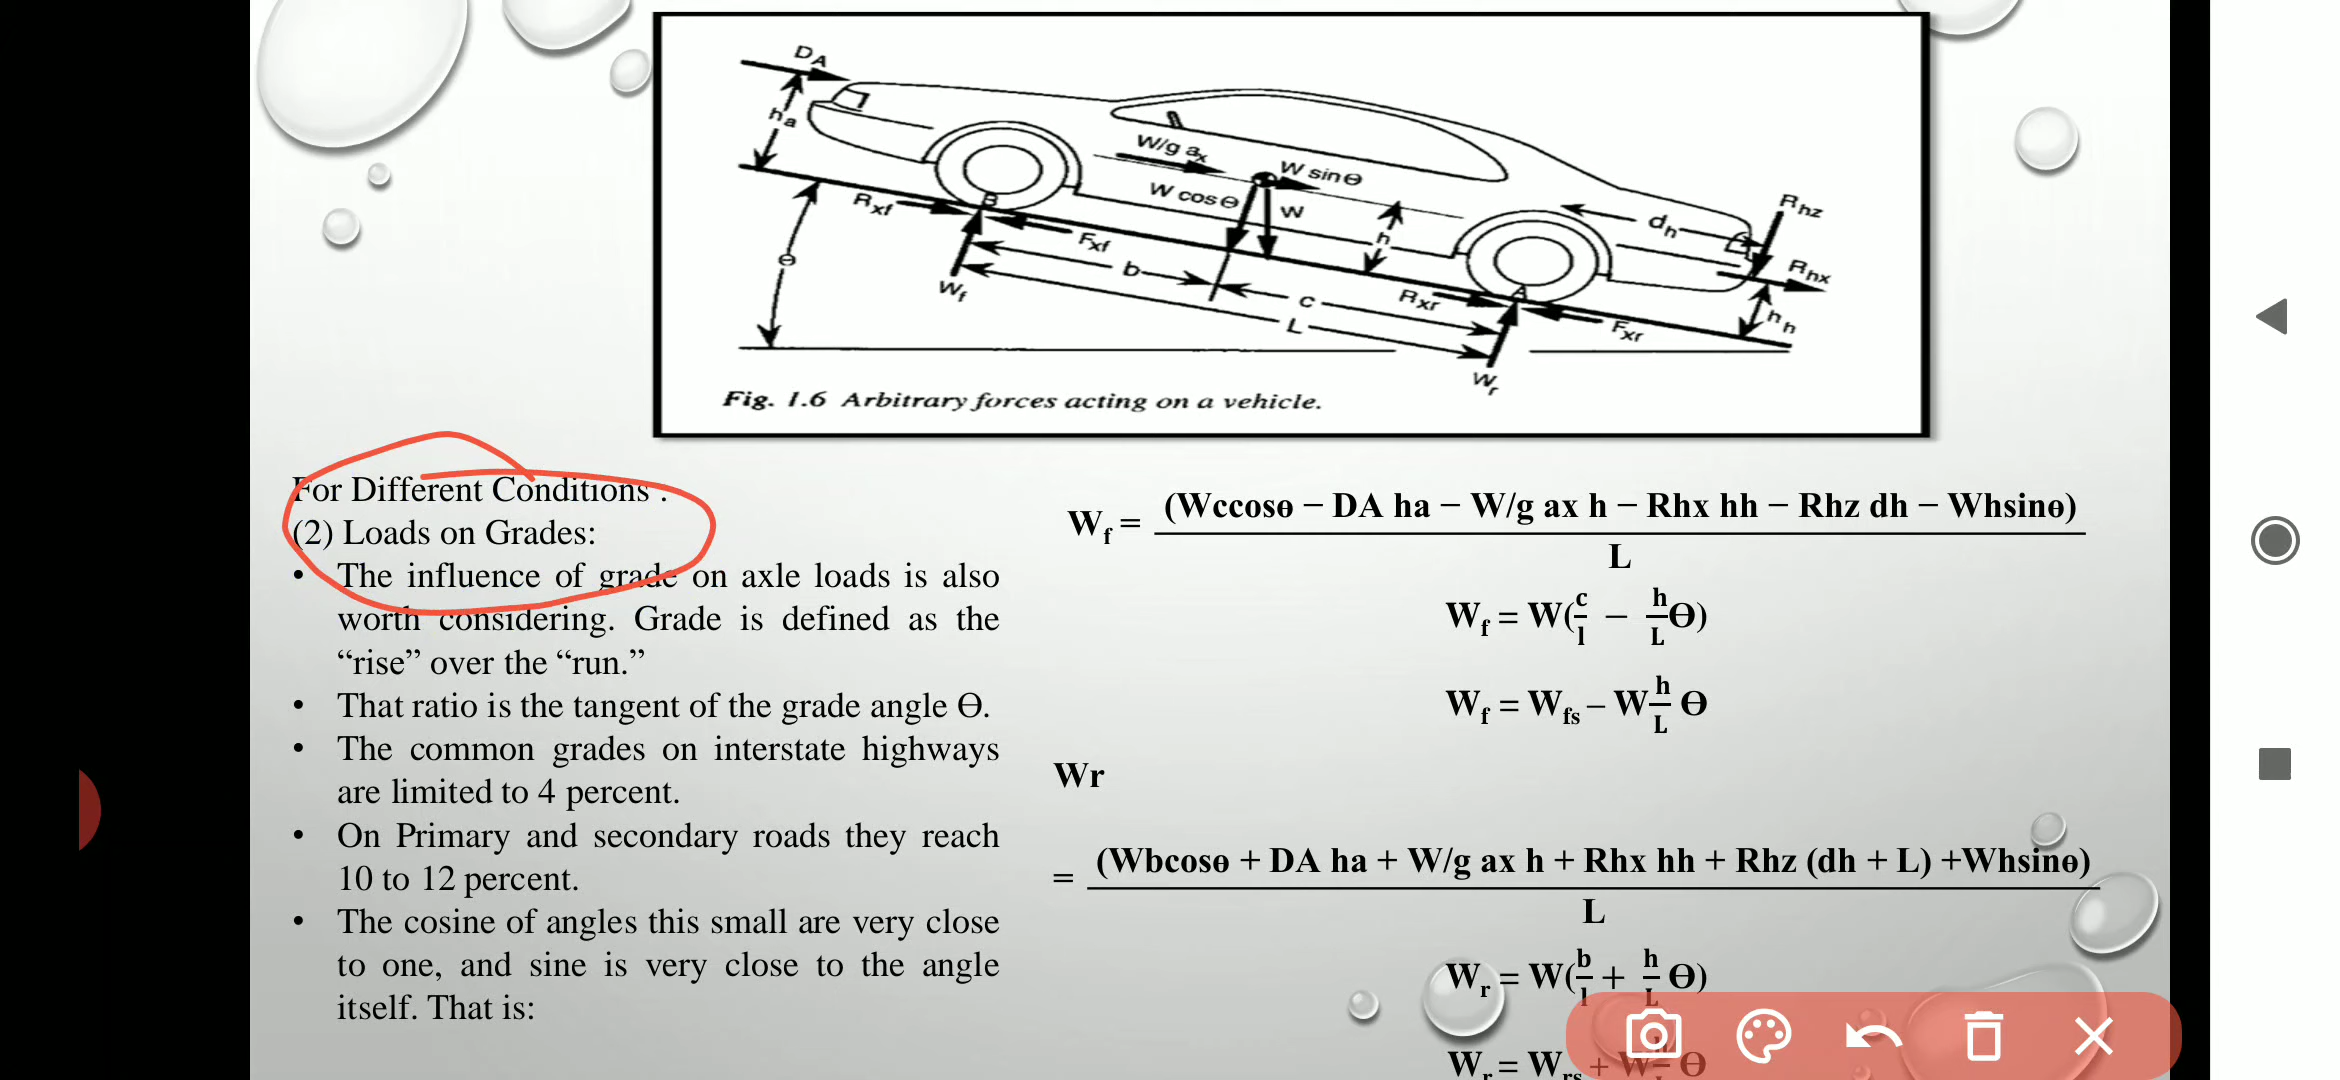 DA
ha
W/g ax
W sinΘ
W cosΘ
W
Rxf
B
Fxf
h
dh
Rhz
Rhx
Θ
b
Wf
c
Rxr
A
L
Fxr
hh
Wr
Fig. 1.6 Arbitrary forces acting on a vehicle.
For Different Conditions :
(2) Loads on Grades:
• The influence of grade on axle loads is also
worth considering. Grade is defined as the
“rise” over the “run.”
• That ratio is the tangent of the grade angle ϴ.
• The common grades on interstate highways
are limited to 4 percent.
• On Primary and secondary roads they reach
10 to 12 percent.
• The cosine of angles this small are very close
to one, and sine is very close to the angle
itself. That is:
Wf = (Wccosɵ − DA ha − W/g ax h − Rhx hh − Rhz dh − Whsinɵ)
L
Wf = W(c/l − h/L ϴ)
Wf = Wfs – W h/L ϴ
Wr
= (Wbcosɵ + DA ha + W/g ax h + Rhx hh + Rhz (dh + L) +Whsinɵ)
L
Wr = W(b/l + h/L ϴ)
Wr = Wrs + W h/L ϴ